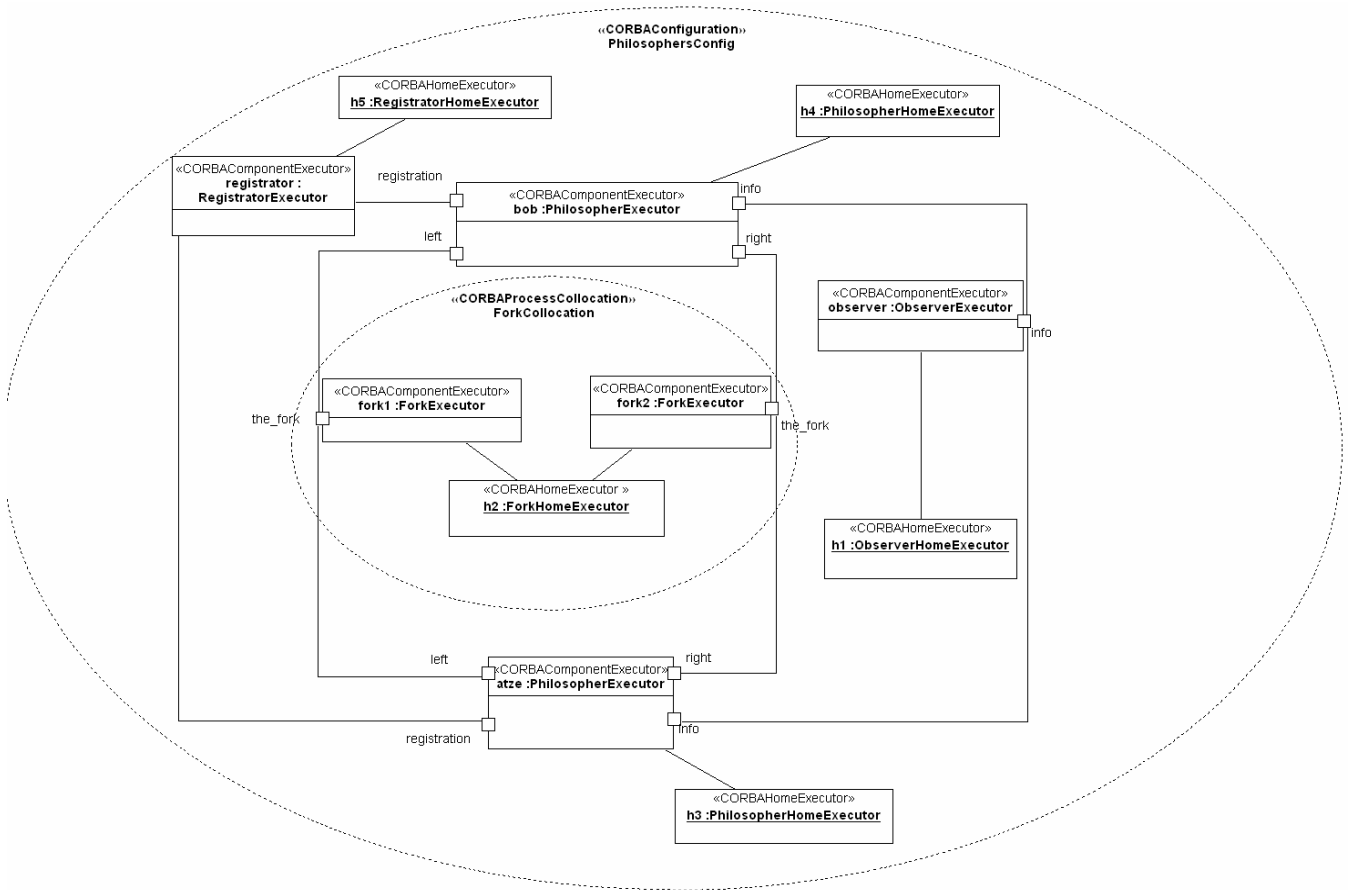 ‹‹CORBAConfiguration››
PhilosophersConfig
«CORBAHomeExecutor»
h5 :RegistratorHomeExecutor
«CORBAHomeExecutor»
h4 :PhilosopherHomeExecutor
«CORBAComponentExecutor»
registrator :
RegistratorExecutor
registration
«CORBAComponentExecutor»
bob :PhilosopherExecutor
info
left
right
‹‹CORBAProcessCollocation››
ForkCollocation
«CORBAComponentExecutor»
observer :ObserverExecutor
info
«CORBAComponentExecutor»
fork1 :ForkExecutor
the_fork
«CORBAComponentExecutor»
fork2 :ForkExecutor
the_fork
«CORBAHomeExecutor »
h2 :ForkHomeExecutor
«CORBAHomeExecutor»
h1 :ObserverHomeExecutor
left
«CORBAComponentExecutor»
atze :PhilosopherExecutor
right
registration
info
«CORBAHomeExecutor»
h3 :PhilosopherHomeExecutor